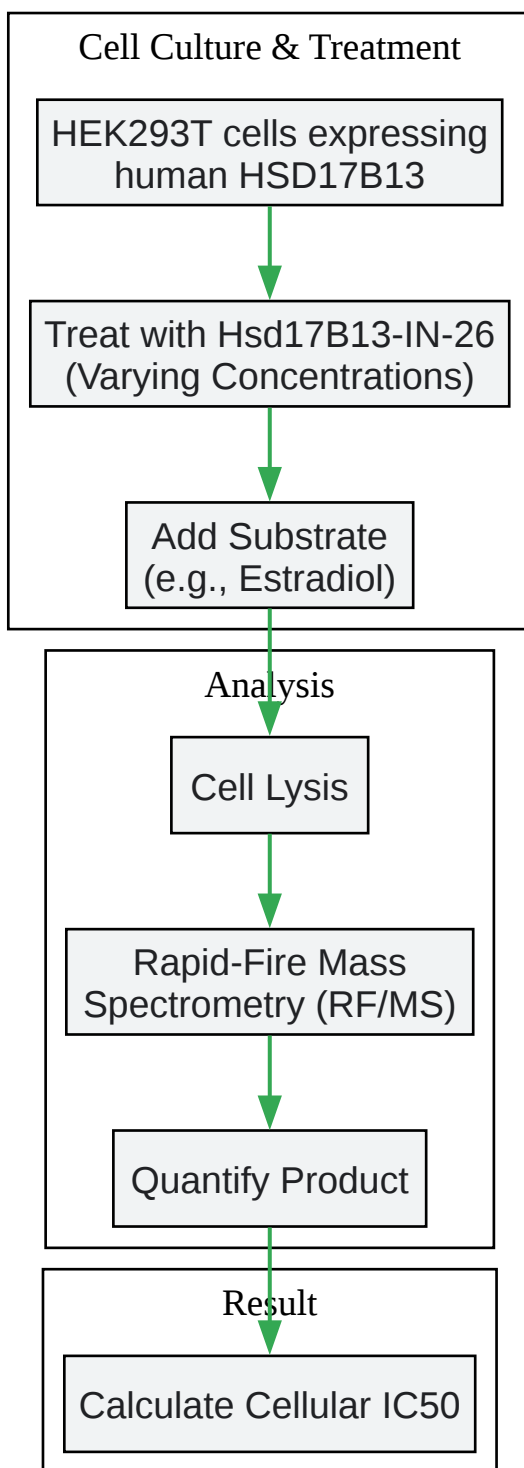 Cell Culture & Treatment
HEK293T cells expressing
human HSD17B13
Treat with Hsd17B13-IN-26
(Varying Concentrations)
Add Substrate
(e.g., Estradiol)
Analysis
Cell Lysis
Rapid-Fire Mass
Spectrometry (RF/MS)
Quantify Product
Result
Calculate Cellular IC50